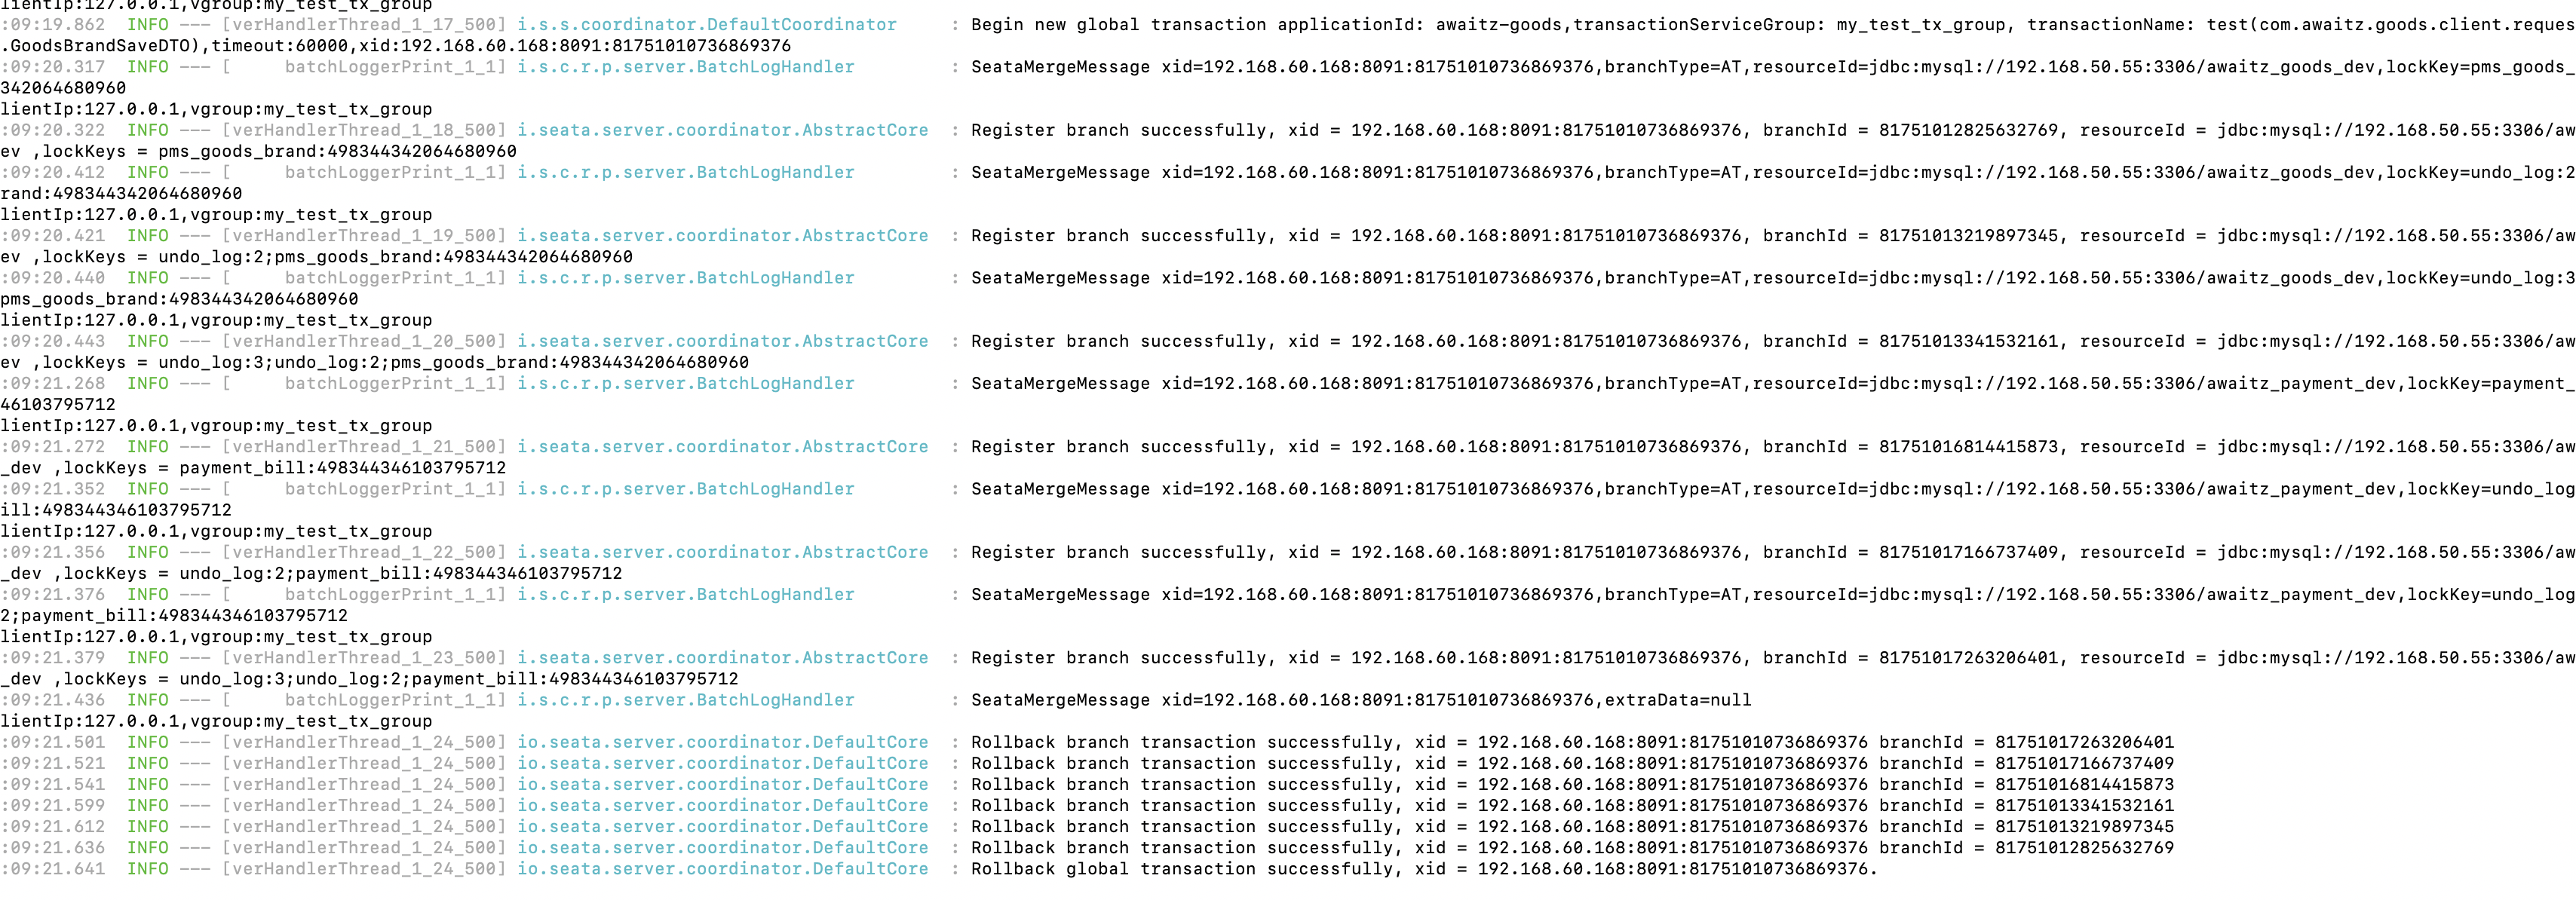 lientIp:127.0.0.1,vgroup:my_test_tx_group
:09:19.862  INFO --- [verHandlerThread_1_17_500] i.s.s.coordinator.DefaultCoordinator     : Begin new global transaction applicationId: awaitz-goods,transactionServiceGroup: my_test_tx_group, transactionName: test(com.awaitz.goods.client.reques
.GoodsBrandSaveDTO),timeout:60000,xid:192.168.60.168:8091:81751010736869376
:09:20.317  INFO --- [     batchLoggerPrint_1_1] i.s.c.r.p.server.BatchLogHandler         : SeataMergeMessage xid=192.168.60.168:8091:81751010736869376,branchType=AT,resourceId=jdbc:mysql://192.168.50.55:3306/awaitz_goods_dev,lockKey=pms_goods_
342064680960
lientIp:127.0.0.1,vgroup:my_test_tx_group
:09:20.322  INFO --- [verHandlerThread_1_18_500] i.seata.server.coordinator.AbstractCore  : Register branch successfully, xid = 192.168.60.168:8091:81751010736869376, branchId = 81751012825632769, resourceId = jdbc:mysql://192.168.50.55:3306/aw
ev ,lockKeys = pms_goods_brand:498344342064680960
:09:20.412  INFO --- [     batchLoggerPrint_1_1] i.s.c.r.p.server.BatchLogHandler         : SeataMergeMessage xid=192.168.60.168:8091:81751010736869376,branchType=AT,resourceId=jdbc:mysql://192.168.50.55:3306/awaitz_goods_dev,lockKey=undo_log:2
rand:498344342064680960
lientIp:127.0.0.1,vgroup:my_test_tx_group
:09:20.421  INFO --- [verHandlerThread_1_19_500] i.seata.server.coordinator.AbstractCore  : Register branch successfully, xid = 192.168.60.168:8091:81751010736869376, branchId = 81751013219897345, resourceId = jdbc:mysql://192.168.50.55:3306/aw
ev ,lockKeys = undo_log:2;pms_goods_brand:498344342064680960
:09:20.440  INFO --- [     batchLoggerPrint_1_1] i.s.c.r.p.server.BatchLogHandler         : SeataMergeMessage xid=192.168.60.168:8091:81751010736869376,branchType=AT,resourceId=jdbc:mysql://192.168.50.55:3306/awaitz_goods_dev,lockKey=undo_log:3
pms_goods_brand:498344342064680960
lientIp:127.0.0.1,vgroup:my_test_tx_group
:09:20.443  INFO --- [verHandlerThread_1_20_500] i.seata.server.coordinator.AbstractCore  : Register branch successfully, xid = 192.168.60.168:8091:81751010736869376, branchId = 81751013341532161, resourceId = jdbc:mysql://192.168.50.55:3306/aw
ev ,lockKeys = undo_log:3;undo_log:2;pms_goods_brand:498344342064680960
:09:21.268  INFO --- [     batchLoggerPrint_1_1] i.s.c.r.p.server.BatchLogHandler         : SeataMergeMessage xid=192.168.60.168:8091:81751010736869376,branchType=AT,resourceId=jdbc:mysql://192.168.50.55:3306/awaitz_payment_dev,lockKey=payment_
46103795712
lientIp:127.0.0.1,vgroup:my_test_tx_group
:09:21.272  INFO --- [verHandlerThread_1_21_500] i.seata.server.coordinator.AbstractCore  : Register branch successfully, xid = 192.168.60.168:8091:81751010736869376, branchId = 81751016814415873, resourceId = jdbc:mysql://192.168.50.55:3306/aw
_dev ,lockKeys = payment_bill:498344346103795712
:09:21.352  INFO --- [     batchLoggerPrint_1_1] i.s.c.r.p.server.BatchLogHandler         : SeataMergeMessage xid=192.168.60.168:8091:81751010736869376,branchType=AT,resourceId=jdbc:mysql://192.168.50.55:3306/awaitz_payment_dev,lockKey=undo_log
ill:498344346103795712
lientIp:127.0.0.1,vgroup:my_test_tx_group
:09:21.356  INFO --- [verHandlerThread_1_22_500] i.seata.server.coordinator.AbstractCore  : Register branch successfully, xid = 192.168.60.168:8091:81751010736869376, branchId = 81751017166737409, resourceId = jdbc:mysql://192.168.50.55:3306/aw
_dev ,lockKeys = undo_log:2;payment_bill:498344346103795712
:09:21.376  INFO --- [     batchLoggerPrint_1_1] i.s.c.r.p.server.BatchLogHandler         : SeataMergeMessage xid=192.168.60.168:8091:81751010736869376,branchType=AT,resourceId=jdbc:mysql://192.168.50.55:3306/awaitz_payment_dev,lockKey=undo_log
2;payment_bill:498344346103795712
lientIp:127.0.0.1,vgroup:my_test_tx_group
:09:21.379  INFO --- [verHandlerThread_1_23_500] i.seata.server.coordinator.AbstractCore  : Register branch successfully, xid = 192.168.60.168:8091:81751010736869376, branchId = 81751017263206401, resourceId = jdbc:mysql://192.168.50.55:3306/aw
_dev ,lockKeys = undo_log:3;undo_log:2;payment_bill:498344346103795712
:09:21.436  INFO --- [     batchLoggerPrint_1_1] i.s.c.r.p.server.BatchLogHandler         : SeataMergeMessage xid=192.168.60.168:8091:81751010736869376,extraData=null
lientIp:127.0.0.1,vgroup:my_test_tx_group
:09:21.501  INFO --- [verHandlerThread_1_24_500] io.seata.server.coordinator.DefaultCore  : Rollback branch transaction successfully, xid = 192.168.60.168:8091:81751010736869376 branchId = 81751017263206401
:09:21.521  INFO --- [verHandlerThread_1_24_500] io.seata.server.coordinator.DefaultCore  : Rollback branch transaction successfully, xid = 192.168.60.168:8091:81751010736869376 branchId = 81751017166737409
:09:21.541  INFO --- [verHandlerThread_1_24_500] io.seata.server.coordinator.DefaultCore  : Rollback branch transaction successfully, xid = 192.168.60.168:8091:81751010736869376 branchId = 81751016814415873
:09:21.599  INFO --- [verHandlerThread_1_24_500] io.seata.server.coordinator.DefaultCore  : Rollback branch transaction successfully, xid = 192.168.60.168:8091:81751010736869376 branchId = 81751013341532161
:09:21.612  INFO --- [verHandlerThread_1_24_500] io.seata.server.coordinator.DefaultCore  : Rollback branch transaction successfully, xid = 192.168.60.168:8091:81751010736869376 branchId = 81751013219897345
:09:21.636  INFO --- [verHandlerThread_1_24_500] io.seata.server.coordinator.DefaultCore  : Rollback branch transaction successfully, xid = 192.168.60.168:8091:81751010736869376 branchId = 81751012825632769
:09:21.641  INFO --- [verHandlerThread_1_24_500] io.seata.server.coordinator.DefaultCore  : Rollback global transaction successfully, xid = 192.168.60.168:8091:81751010736869376.